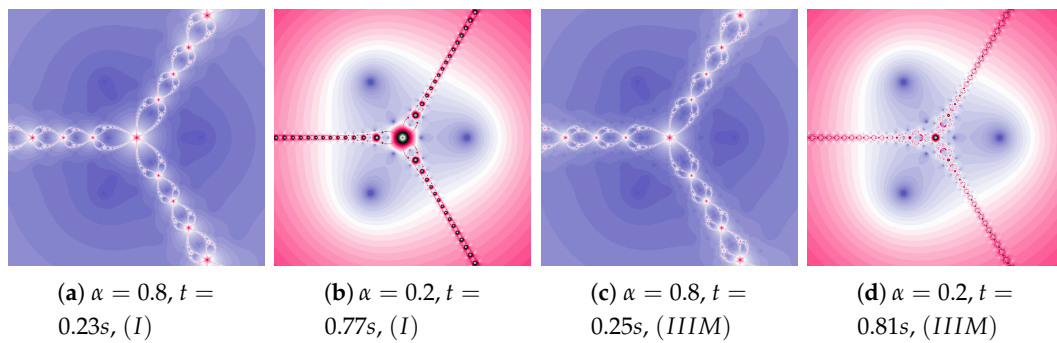 (a) α = 0.8, t =
0.23s, (I)
(b) α = 0.2, t =
0.77s, (I)
(c) α = 0.8, t =
0.25s, (IIIM)
(d) α = 0.2, t =
0.81s, (IIIM)